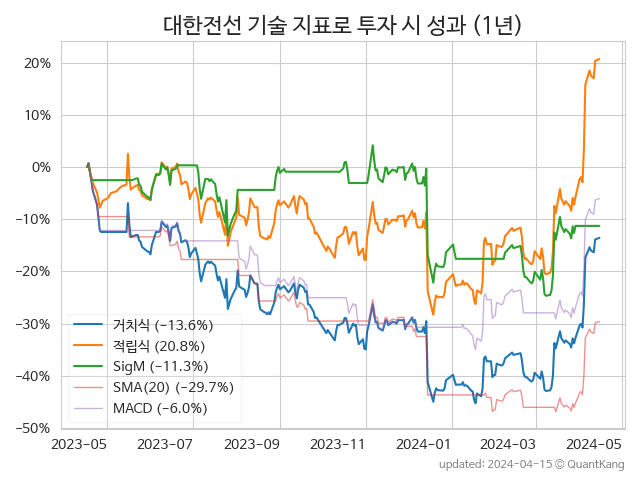 대한전선 기술 지표로 투자 시 성과 (1년)
20%
10%
0%
−10%
−20%
−30%
−40%
−50%
거치식 (−13.6%)
적립식 (20.8%)
SigM (−11.3%)
SMA(20) (−29.7%)
MACD (−6.0%)
2023-05 2023-07 2023-09 2023-11 2024-01 2024-03 2024-05
updated: 2024-04-15 © QuantKang